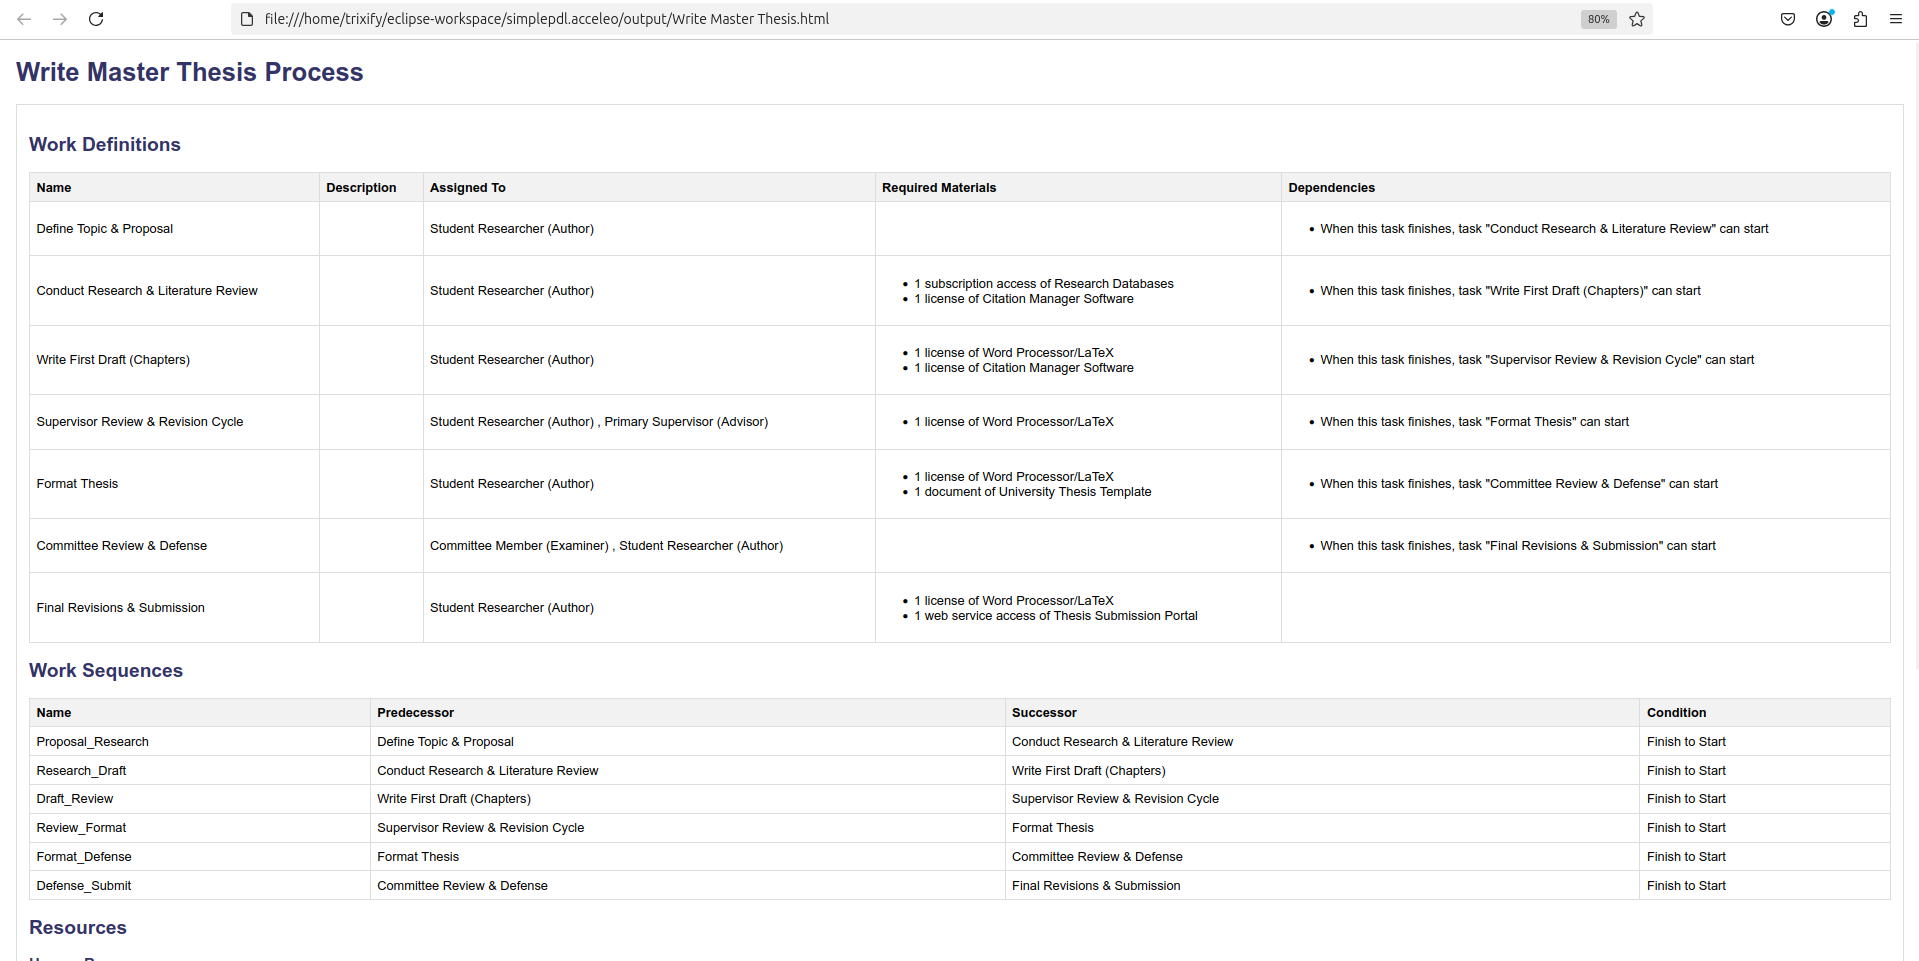 file:///home/trixify/eclipse-workspace/simplepdl.acceleo/output/Write Master Thesis.html 80%
Write Master Thesis Process
Work Definitions
Name Description Assigned To Required Materials Dependencies
Define Topic & Proposal Student Researcher (Author) • When this task finishes, task "Conduct Research & Literature Review" can start
Conduct Research & Literature Review Student Researcher (Author) • 1 subscription access of Research Databases
• 1 license of Citation Manager Software • When this task finishes, task "Write First Draft (Chapters)" can start
Write First Draft (Chapters) Student Researcher (Author) • 1 license of Word Processor/LaTeX
• 1 license of Citation Manager Software • When this task finishes, task "Supervisor Review & Revision Cycle" can start
Supervisor Review & Revision Cycle Student Researcher (Author) , Primary Supervisor (Advisor) • 1 license of Word Processor/LaTeX • When this task finishes, task "Format Thesis" can start
Format Thesis Student Researcher (Author) • 1 license of Word Processor/LaTeX
• 1 document of University Thesis Template • When this task finishes, task "Committee Review & Defense" can start
Committee Review & Defense Committee Member (Examiner) , Student Researcher (Author) • When this task finishes, task "Final Revisions & Submission" can start
Final Revisions & Submission Student Researcher (Author) • 1 license of Word Processor/LaTeX
• 1 web service access of Thesis Submission Portal
Work Sequences
Name Predecessor Successor Condition
Proposal_Research Define Topic & Proposal Conduct Research & Literature Review Finish to Start
Research_Draft Conduct Research & Literature Review Write First Draft (Chapters) Finish to Start
Draft_Review Write First Draft (Chapters) Supervisor Review & Revision Cycle Finish to Start
Review_Format Supervisor Review & Revision Cycle Format Thesis Finish to Start
Format_Defense Format Thesis Committee Review & Defense Finish to Start
Defense_Submit Committee Review & Defense Final Revisions & Submission Finish to Start
Resources